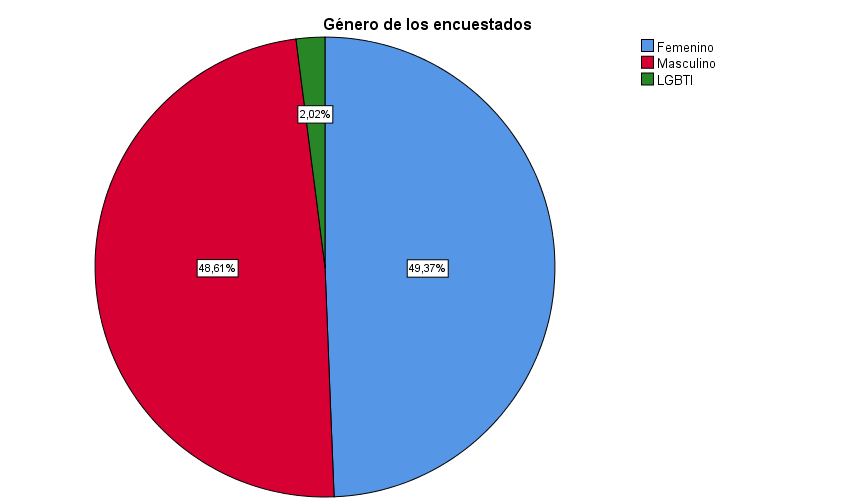 Género de los encuestados
Femenino
Masculino
LGBTI
2,02%
48,61%
49,37%